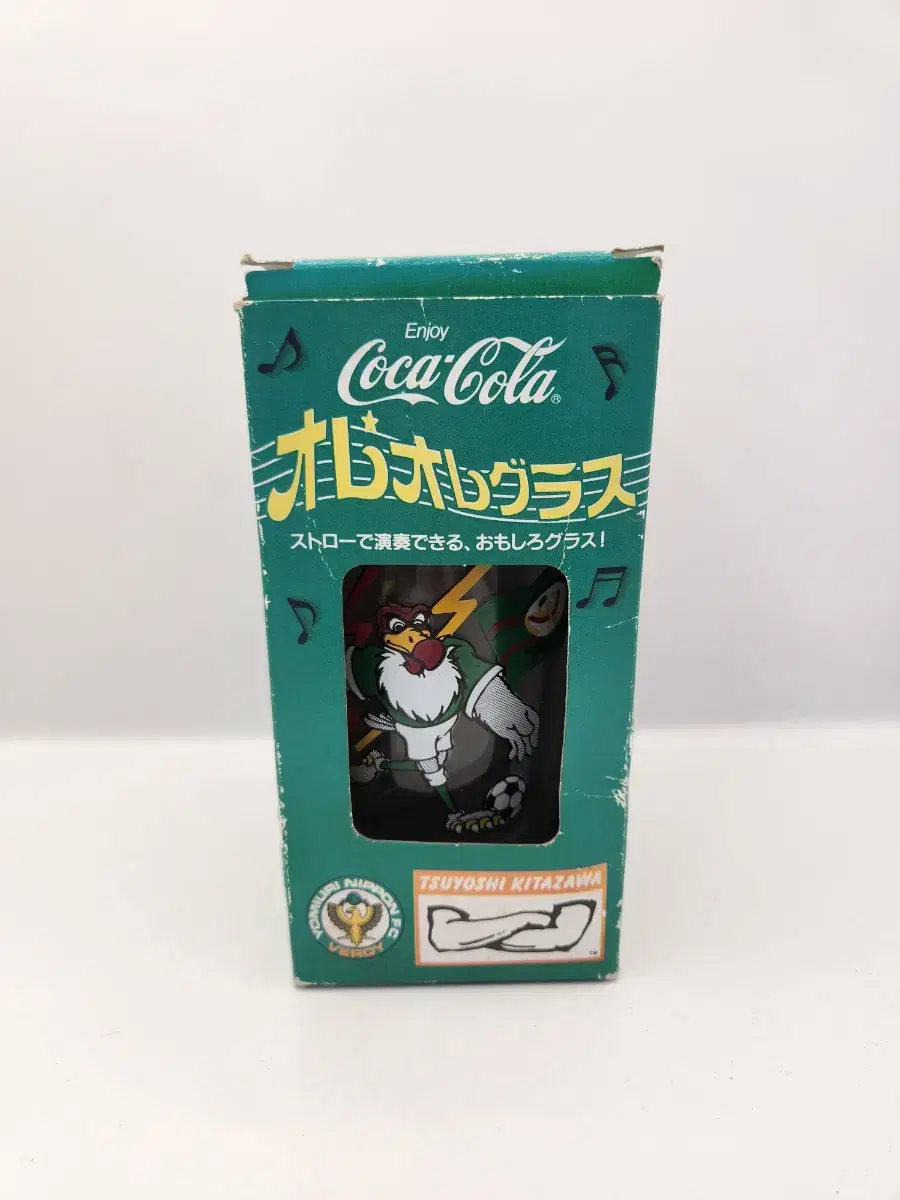 Enjoy
Coca-Cola®
オレオレグラス
ストローで演奏できる、おもしろグラス!
YOMIURI NIPPON FC
VERDY
TSUYOSHI KITAZAWA
™